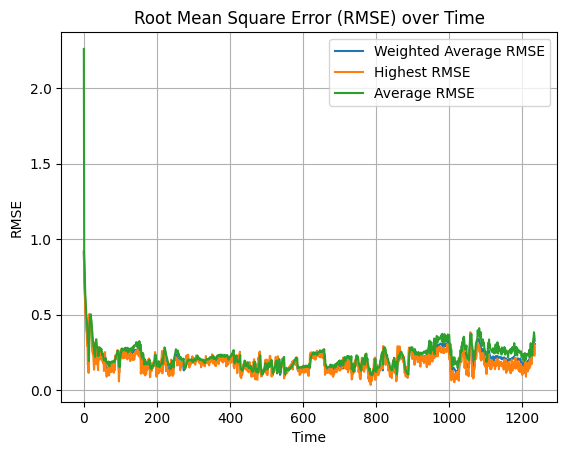 Root Mean Square Error (RMSE) over Time
Weighted Average RMSE
Highest RMSE
Average RMSE
2.0
1.5
1.0
0.5
0.0
RMSE
0 200 400 600 800 1000 1200
Time